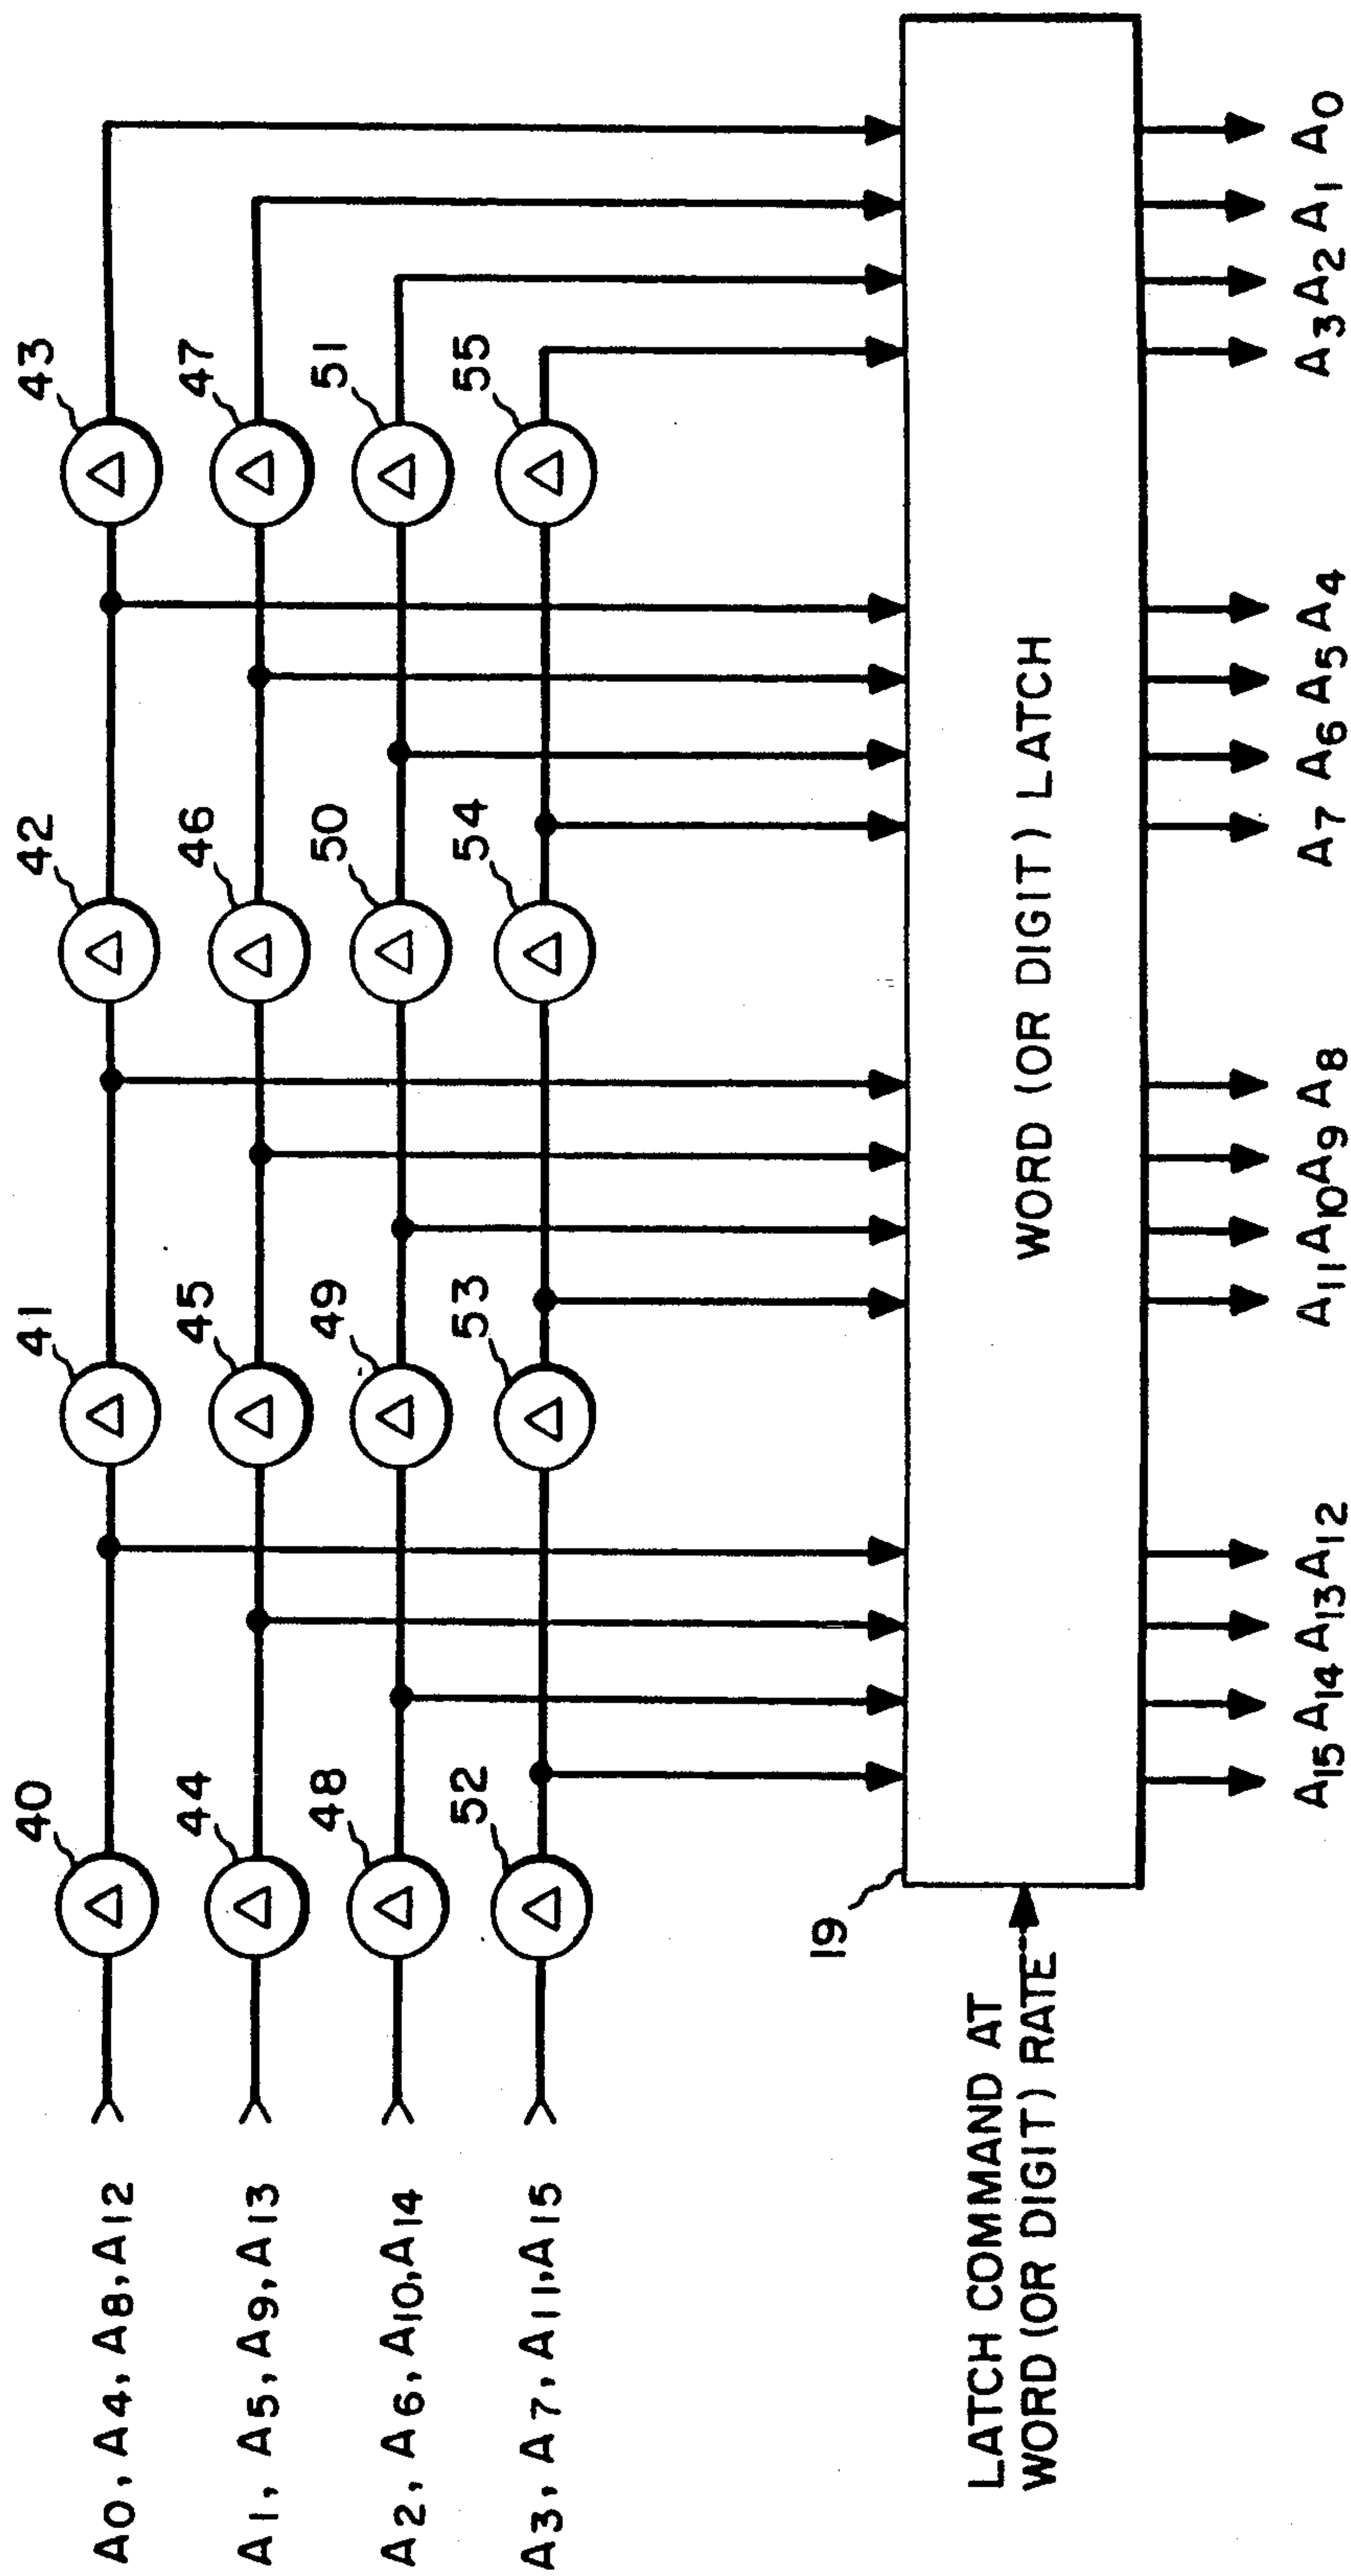 40 41 42 43
A0, A4, A8, A12
44 45 46 47
A1, A5, A9, A13
48 49 50 51
A2, A6, A10, A14
52 53 54 55
A3, A7, A11, A15
Δ Δ Δ Δ
Δ Δ Δ Δ
Δ Δ Δ Δ
Δ Δ Δ Δ
19
LATCH COMMAND AT
WORD (OR DIGIT) RATE
WORD (OR DIGIT) LATCH
A15 A14 A13 A12 A11 A10 A9 A8 A7 A6 A5 A4 A3 A2 A1 A0